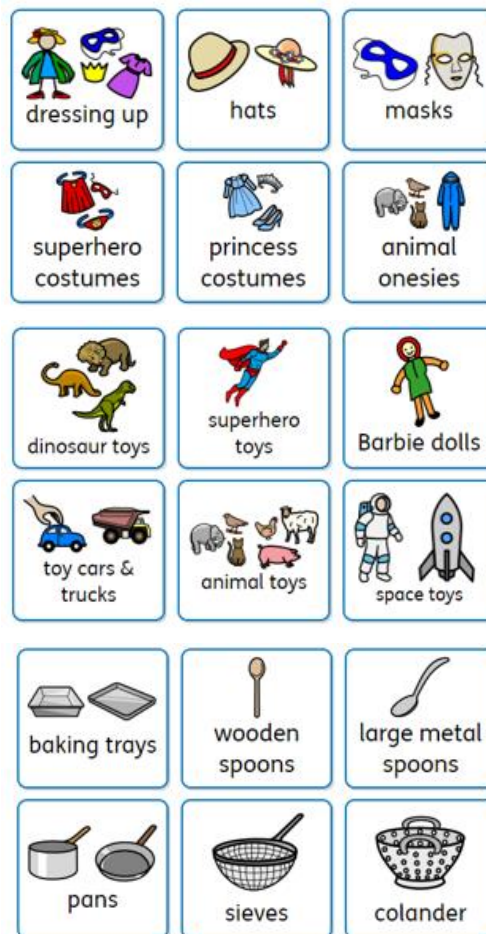 dressing up
hats
masks
superhero
costumes
princess
costumes
animal
onesies
dinosaur toys
superhero
toys
Barbie dolls
toy cars &
trucks
animal toys
space toys
baking trays
wooden
spoons
large metal
spoons
pans
sieves
colander